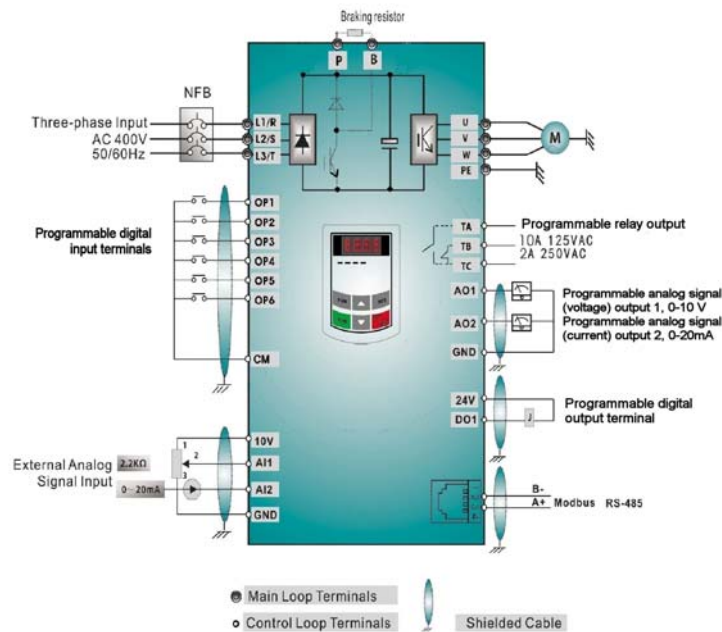 Braking resistor
P B
NFB
Three-phase Input
AC 400V
50/60Hz
L1/R
L2/S
L3/T
U
V
W
PE
M
Programmable digital
input terminals
OP1
OP2
OP3
OP4
OP5
OP6
CM
TA
TB
TC
Programmable relay output
10A 125VAC
2A 250VAC
AO1
AO2
GND
Programmable analog signal
(voltage) output 1, 0-10 V
Programmable analog signal
(current) output 2, 0-20mA
24V
DO1
Programmable digital
output terminal
External Analog
Signal Input
2.2KΩ
0~20mA
1
2
3
10V
AI1
AI2
GND
B-
A+ Modbus RS-485
Main Loop Terminals
Control Loop Terminals
Shielded Cable